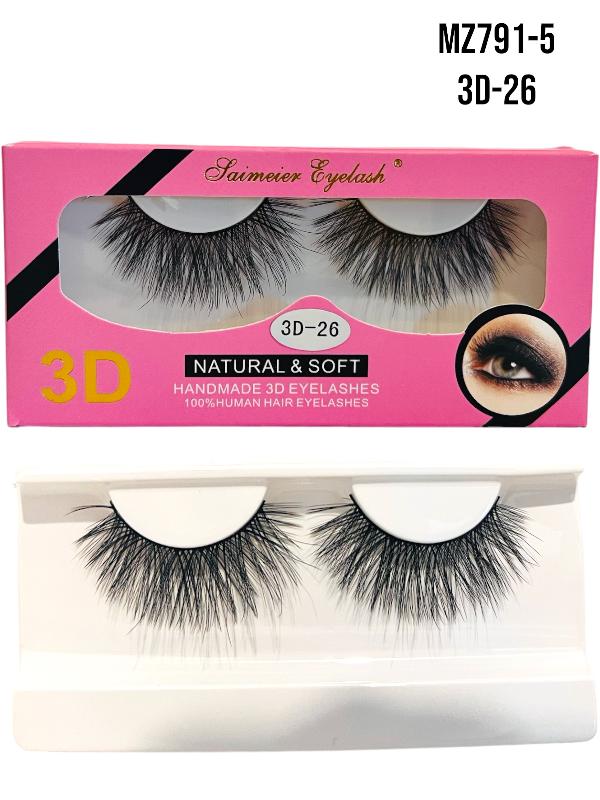 MZ791-5
3D-26
Saimeier Eyelash ®
3D-26
3D
NATURAL & SOFT
HANDMADE 3D EYELASHES
100%HUMAN HAIR EYELASHES